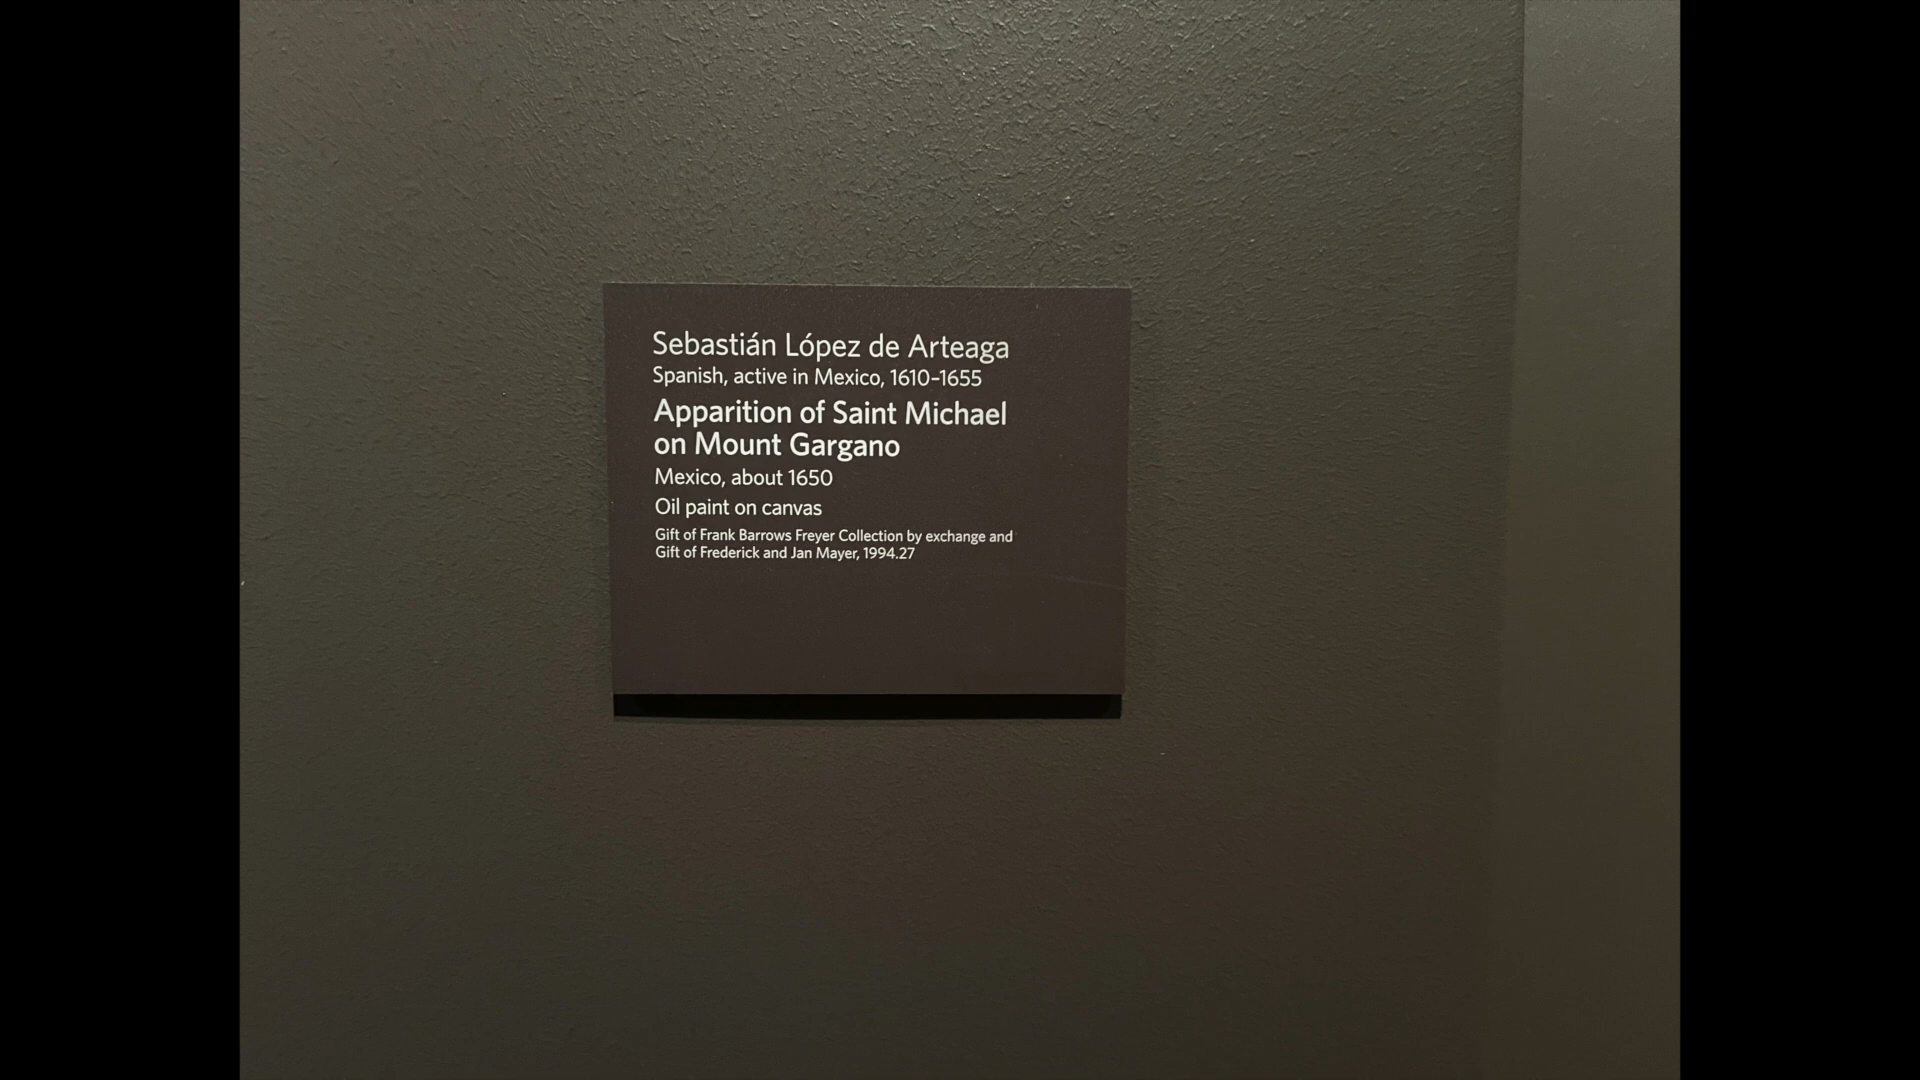 Sebastián López de Arteaga
Spanish, active in Mexico, 1610–1655
Apparition of Saint Michael
on Mount Gargano
Mexico, about 1650
Oil paint on canvas
Gift of Frank Barrows Freyer Collection by exchange and
Gift of Frederick and Jan Mayer, 1994.27